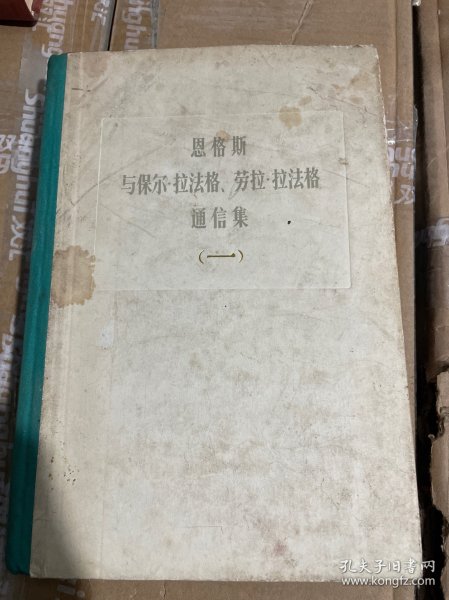 恩格斯
与保尔·拉法格、劳拉·拉法格
通信集
(一)
孔夫子旧书网
www.kongfz.com